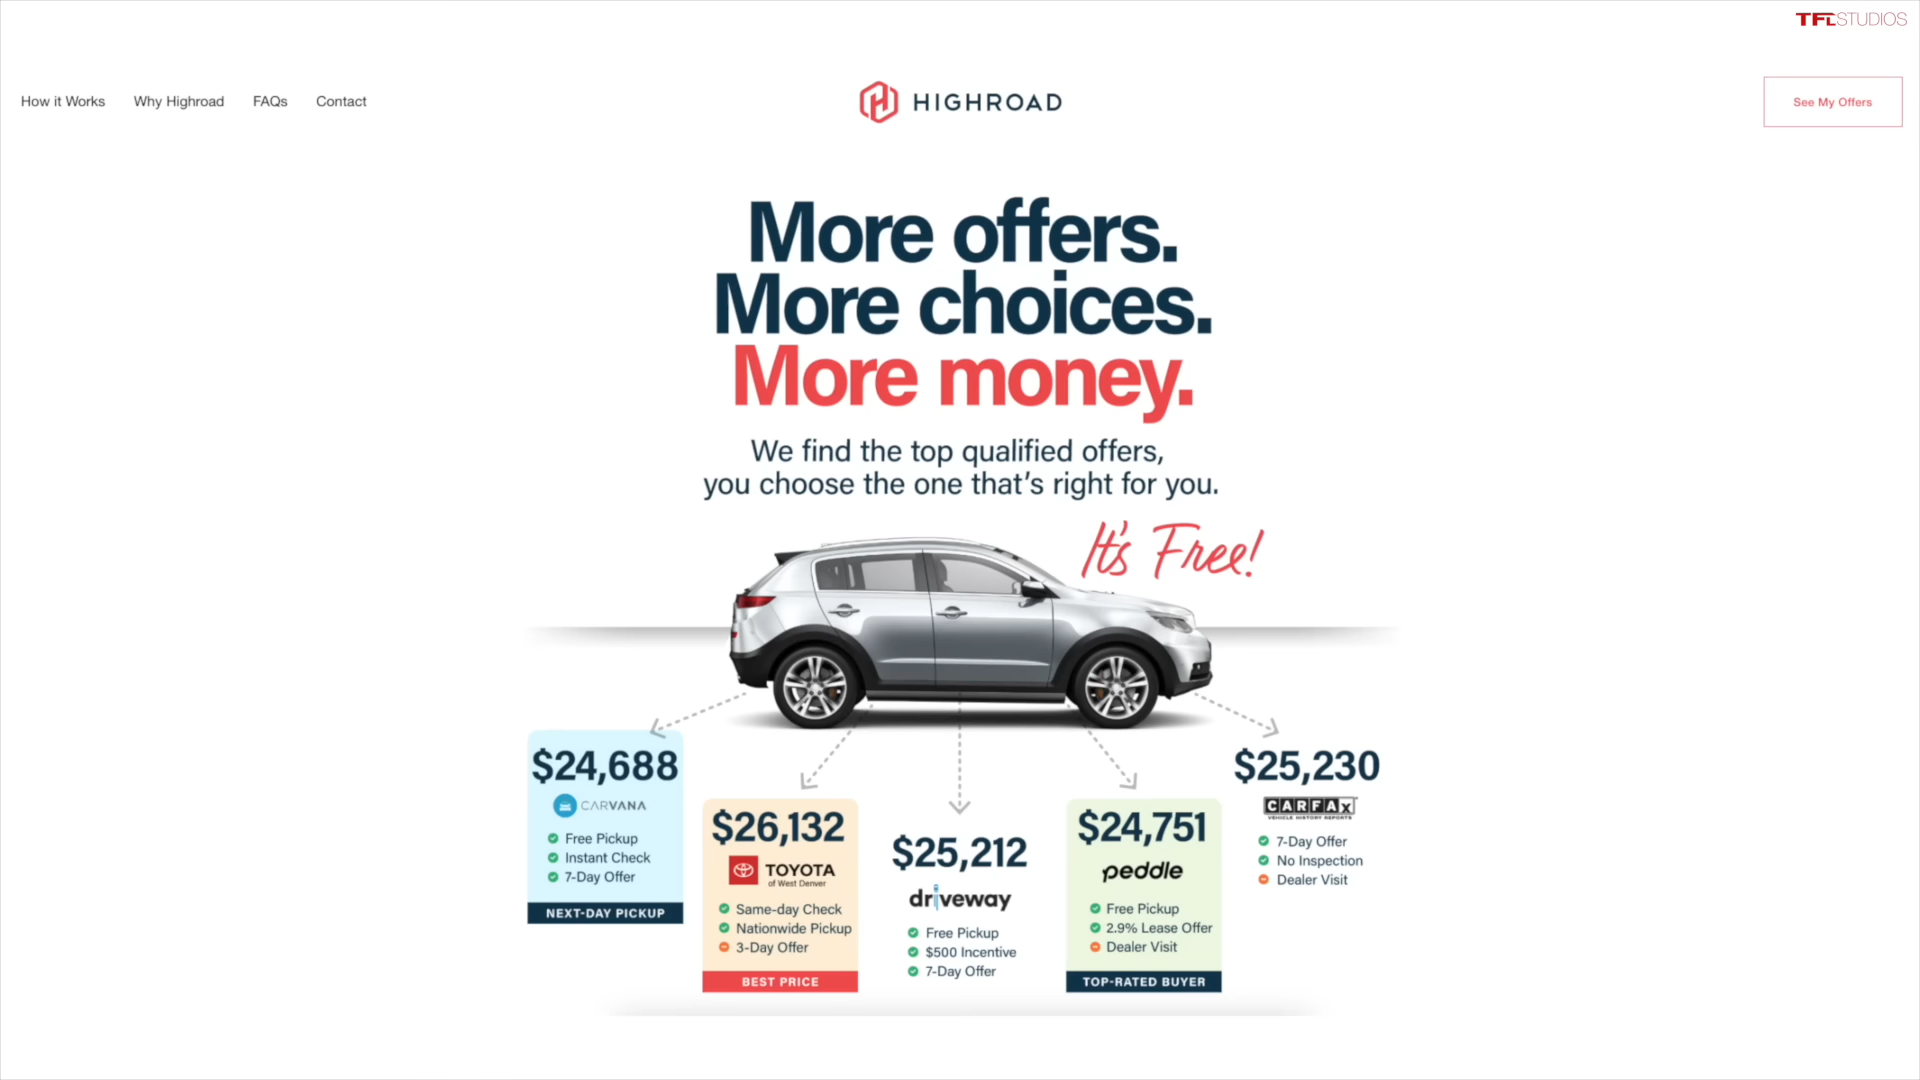 TFLSTUDIOS
How it Works
Why Highroad
FAQs
Contact
HIGHROAD
See My Offers
More offers.
More choices.
More money.
We find the top qualified offers,
you choose the one that's right for you.
It's Free!
$24,688
CARVANA
Free Pickup
Instant Check
7-Day Offer
NEXT-DAY PICKUP
$26,132
TOYOTA
of West Denver
Same-day Check
Nationwide Pickup
3-Day Offer
BEST PRICE
$25,212
driveway
Free Pickup
$500 Incentive
7-Day Offer
$24,751
peddle
Free Pickup
2.9% Lease Offer
Dealer Visit
TOP-RATED BUYER
$25,230
CARFAX
VEHICLE HISTORY REPORTS
7-Day Offer
No Inspection
Dealer Visit